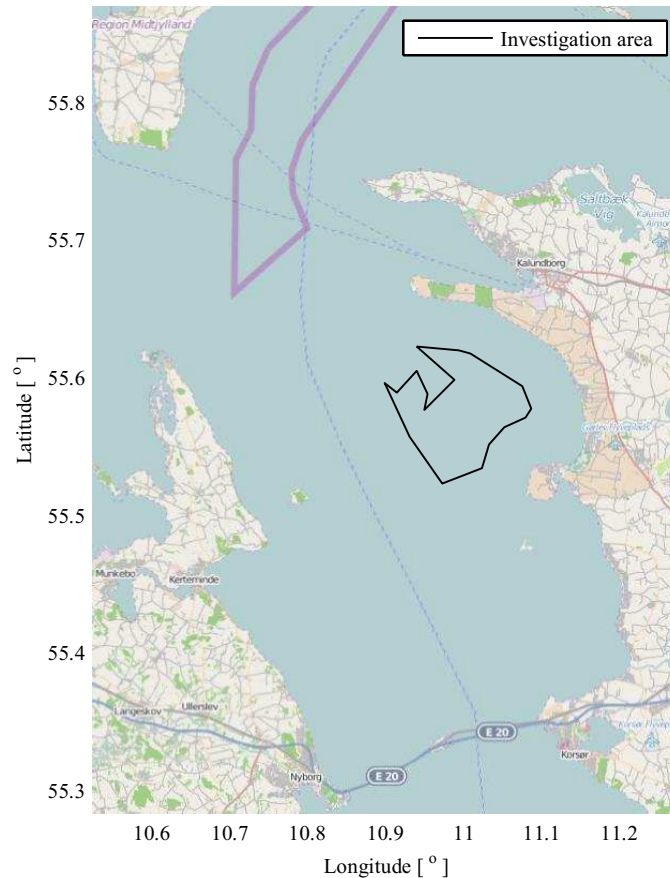 Region Midtjylland
Investigation area
55.8
Saltbæk
Vig
55.7
Kalundborg
55.6
Latitude [ ° ]
55.5
Munkebo
Kerteminde
55.4
Ullerslev
Langeskov
E 20
Korsør
Nyborg
E 20
55.3
10.6 10.7 10.8 10.9 11 11.1 11.2
Longitude [ ° ]